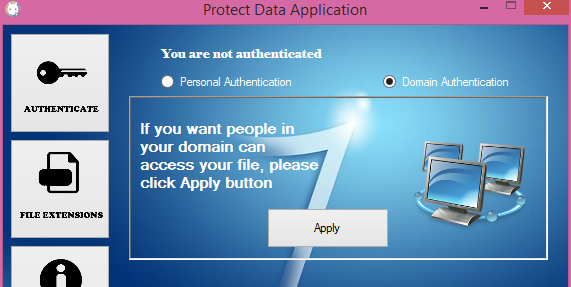 Protect Data Application
You are not authenticated
Personal Authentication
Domain Authentication
AUTHENTICATE
If you want people in
your domain can
access your file, please
click Apply button
FILE EXTENSIONS
Apply